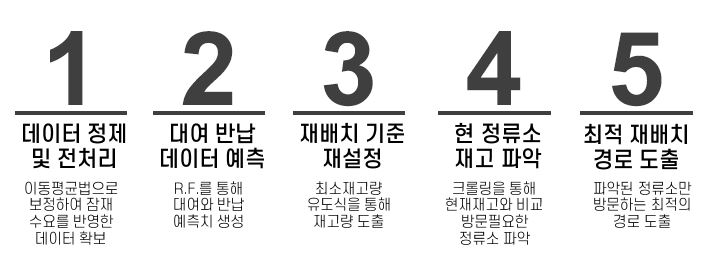 1
데이터 정제
및 전처리
이동평균법으로
보정하여 잠재
수요를 반영한
데이터 확보
2
대여 반납
데이터 예측
R.F.를 통해
대여와 반납
예측치 생성
3
재배치 기준
재설정
최소재고량
유도식을 통해
재고량 도출
4
현 정류소
재고 파악
크롤링을 통해
현재재고와 비교
방문필요한
정류소 파악
5
최적 재배치
경로 도출
파악된 정류소만
방문하는 최적의
경로 도출